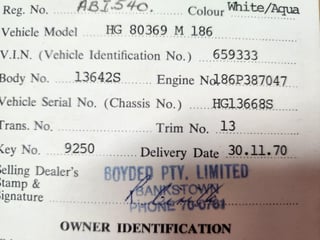 Reg. No. ABI.540. Colour White/Aqua
Vehicle Model HG 80369 M 186
V.I.N. (Vehicle Identification No.) 659333
Body No. 13642S Engine No. 186P387047
Vehicle Serial No. (Chassis No.) HG13668S
Trans. No. Trim No. 13
Key No. 9250 Delivery Date 30.11.70
Selling Dealer's BOYDED PTY. LIMITED
Stamp & BANKSTOWN
Signature PHONE 70-0761
OWNER IDENTIFICATION